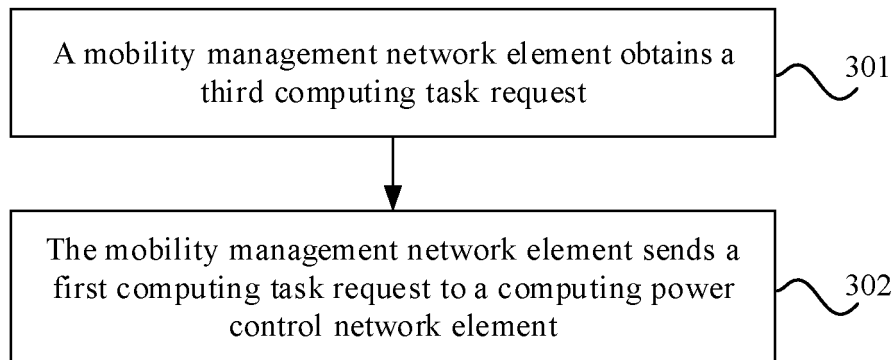 A mobility management network element obtains a
third computing task request
301
The mobility management network element sends a
first computing task request to a computing power
control network element
302